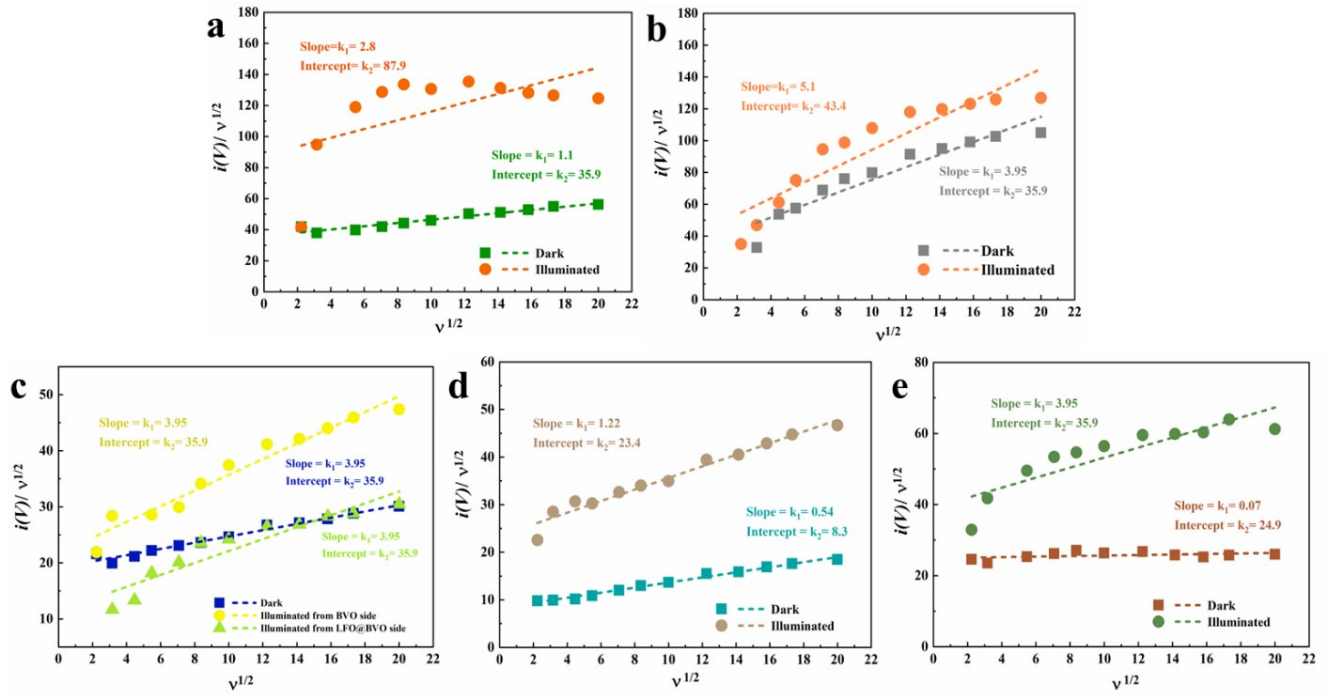 a
180
160
140
120
100
80
60
40
20
0
i(V)/ ν1/2
Slope=k1= 2.8
Intercept= k2= 87.9
Slope = k1= 1.1
Intercept = k2= 35.9
Dark
Illuminated
0 2 4 6 8 10 12 14 16 18 20 22
ν1/2
b
180
160
140
120
100
80
60
40
20
0
i(V)/ ν1/2
Slope=k1= 5.1
Intercept= k2= 43.4
Slope = k1= 3.95
Intercept = k2= 35.9
Dark
Illuminated
0 2 4 6 8 10 12 14 16 18 20 22
ν1/2
c
50
40
30
20
10
i(V)/ ν1/2
Slope = k1= 3.95
Intercept = k2= 35.9
Slope = k1= 3.95
Intercept = k2= 35.9
Slope = k1= 3.95
Intercept = k2= 35.9
Dark
Illuminated from BVO side
Illuminated from LFO@BVO side
0 2 4 6 8 10 12 14 16 18 20 22
ν1/2
d
60
50
40
30
20
10
0
i(V)/ ν1/2
Slope = k1= 1.22
Intercept = k2= 23.4
Slope = k1= 0.54
Intercept = k2= 8.3
Dark
Illuminated
0 2 4 6 8 10 12 14 16 18 20 22
ν1/2
e
80
60
40
20
0
i(V)/ ν1/2
Slope = k1= 3.95
Intercept = k2= 35.9
Slope = k1= 0.07
Intercept = k2= 24.9
Dark
Illuminated
0 2 4 6 8 10 12 14 16 18 20 22
ν1/2